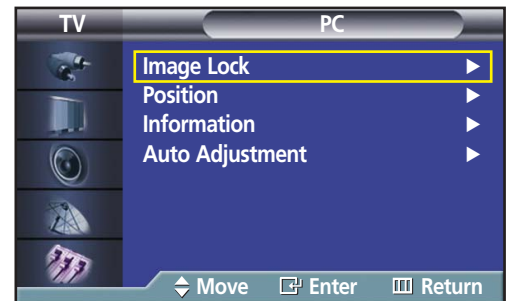 TV PC
Image Lock
Position
Information
Auto Adjustment
Move Enter Return